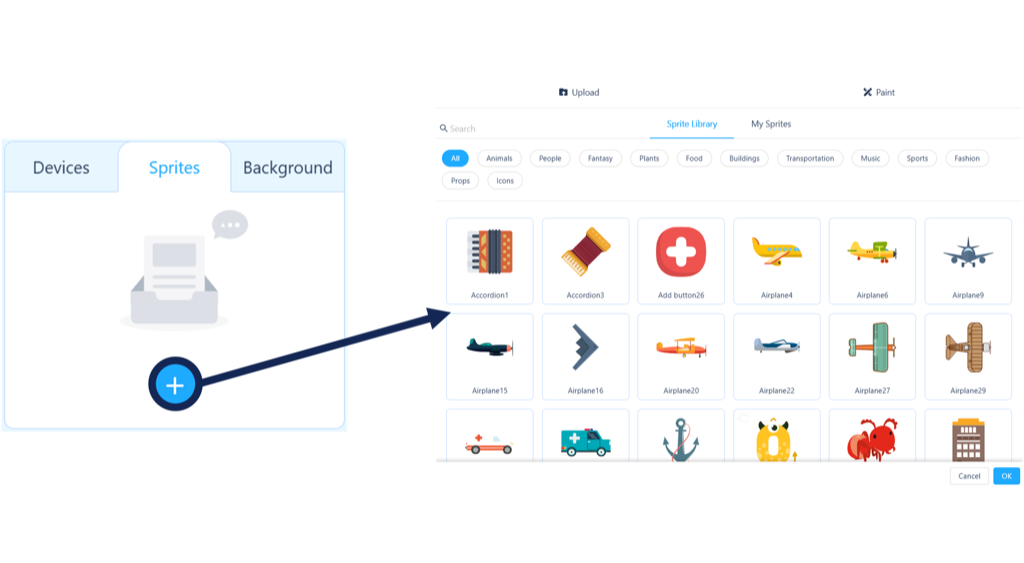 Devices
Sprites
Background
Upload
Paint
Search
Sprite Library
My Sprites
All
Animals
People
Fantasy
Plants
Food
Buildings
Transportation
Music
Sports
Fashion
Props
Icons
Accordion1
Accordion3
Add button26
Airplane4
Airplane6
Airplane9
Airplane15
Airplane16
Airplane20
Airplane22
Airplane27
Airplane29
Cancel
OK